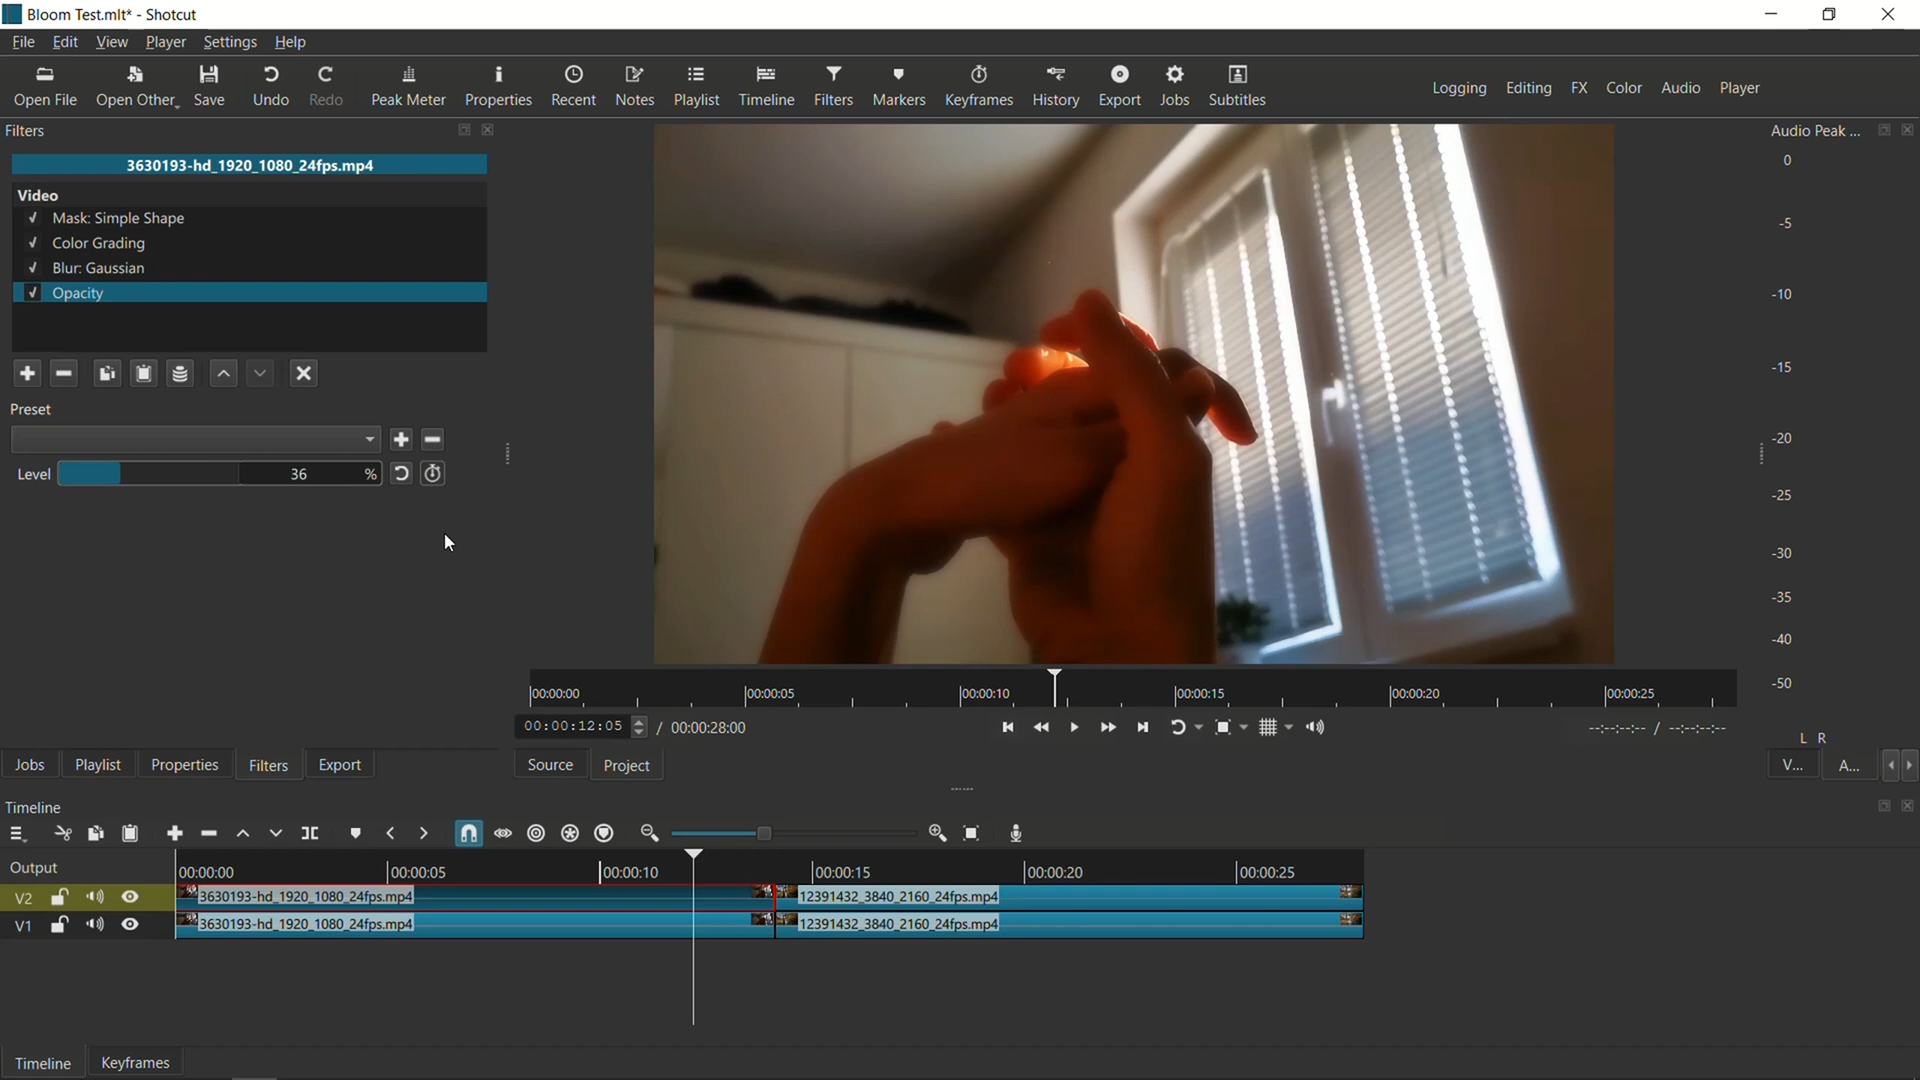 Bloom Test.mlt* - Shotcut
File Edit View Player Settings Help
Open File Open Other Save Undo Redo Peak Meter Properties Recent Notes Playlist Timeline Filters Markers Keyframes History Export Jobs Subtitles Logging Editing FX Color Audio Player
Filters
Audio Peak ...
3630193-hd_1920_1080_24fps.mp4
Video
Mask: Simple Shape
Color Grading
Blur: Gaussian
Opacity
Preset
Level 36 %
0
-5
-10
-15
-20
-25
-30
-35
-40
-50
L R
00:00:00 00:00:05 00:00:10 00:00:15 00:00:20 00:00:25
00:00:12:05 / 00:00:28:00 --:--:--:-- / --:--:--:--
Jobs Playlist Properties Filters Export Source Project V... A...
Timeline
Output 00:00:00 00:00:05 00:00:10 00:00:15 00:00:20 00:00:25
V2 3630193-hd_1920_1080_24fps.mp4 12391432_3840_2160_24fps.mp4
V1 3630193-hd_1920_1080_24fps.mp4 12391432_3840_2160_24fps.mp4
Timeline Keyframes